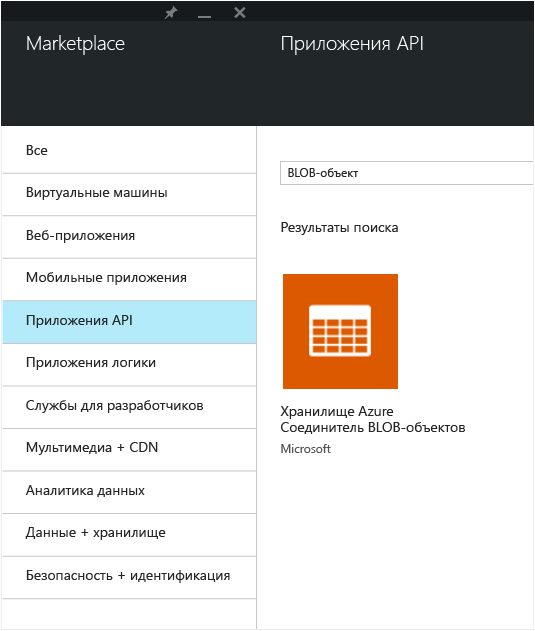 Marketplace
Приложения API
Все
Виртуальные машины
Веб-приложения
Мобильные приложения
Приложения API
Приложения логики
Службы для разработчиков
Мультимедиа + CDN
Аналитика данных
Данные + хранилище
Безопасность + идентификация
BLOB-объект
Результаты поиска
Хранилище Azure
Соединитель BLOB-объектов
Microsoft